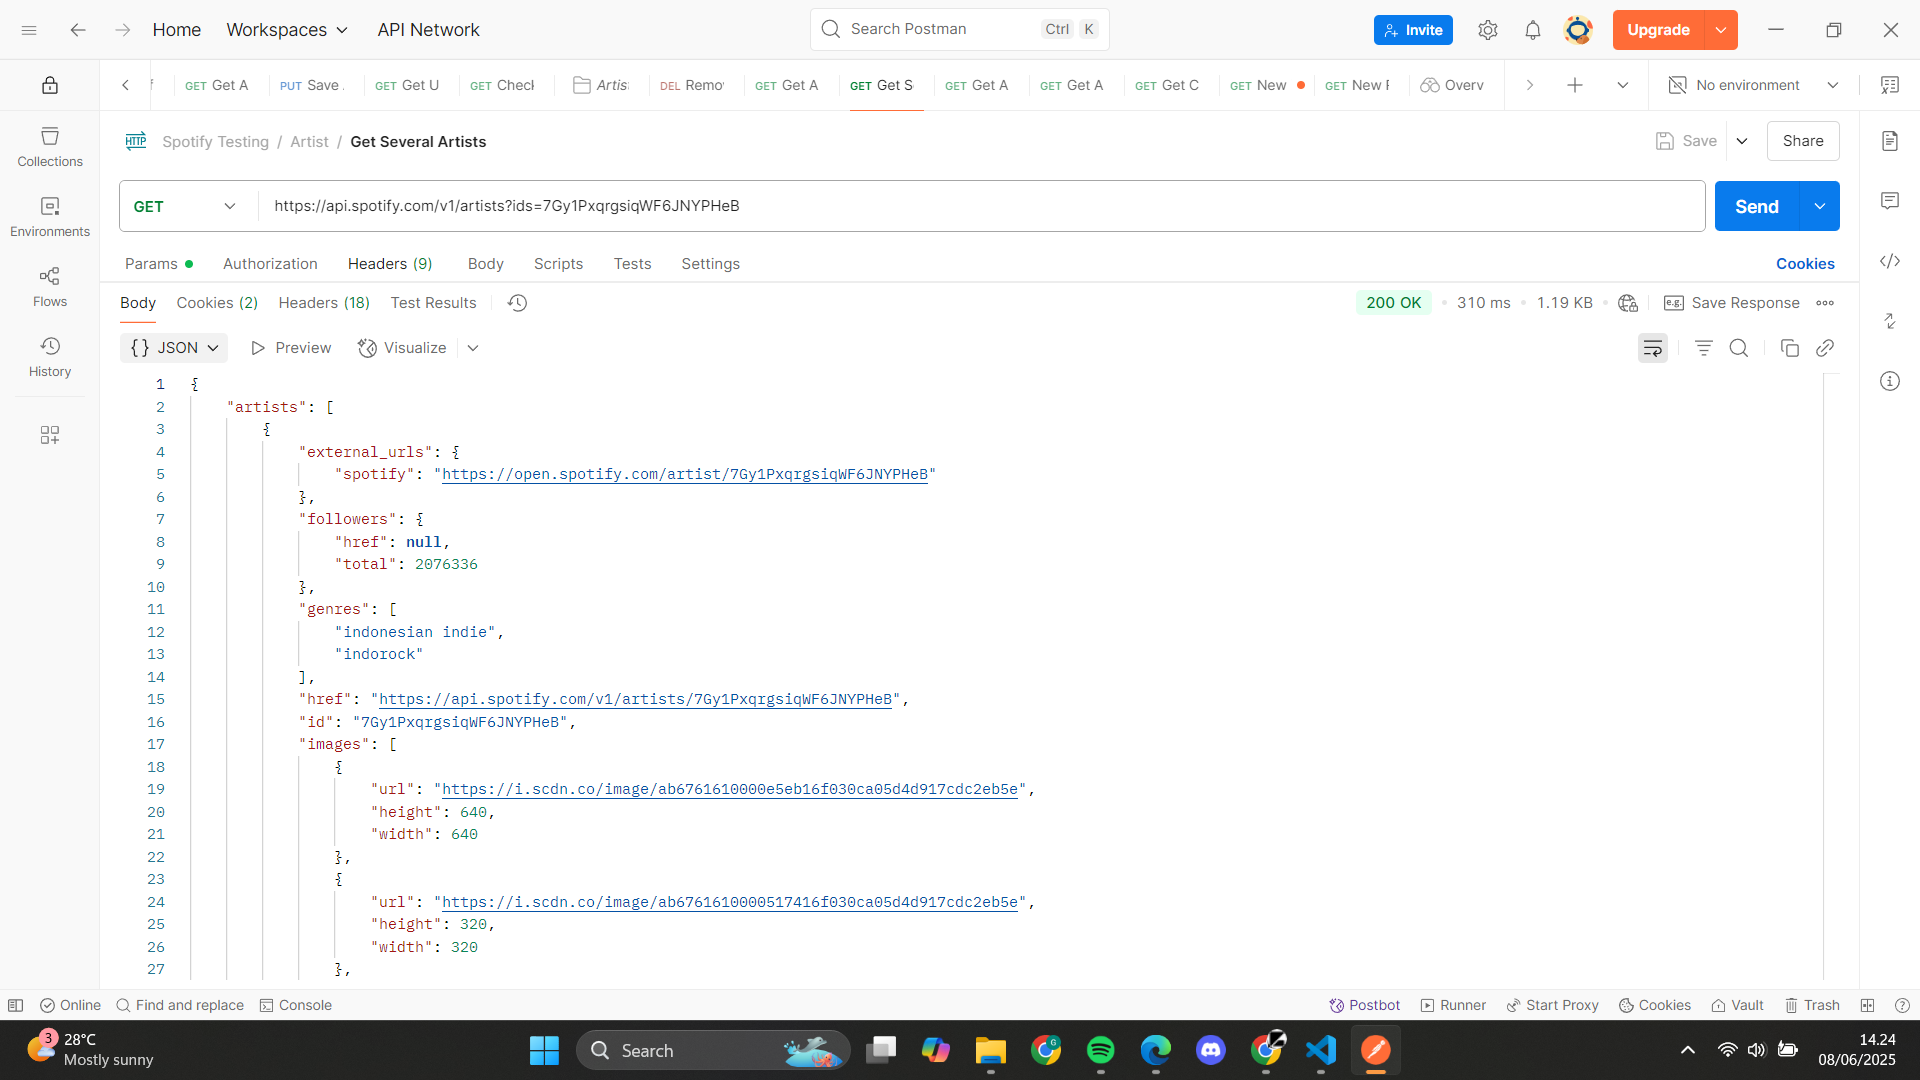 Home Workspaces API Network Search Postman Ctrl K Invite Upgrade
f GET Get A PUT Save . GET Get U GET Check Artis DEL Remov GET Get A GET Get S GET Get A GET Get A GET Get C GET New GET New F Overv No environment
HTTP Spotify Testing / Artist / Get Several Artists Save Share
Collections
GET https://api.spotify.com/v1/artists?ids=7Gy1PxqrgsiqWF6JNYPHeB Send
Environments
Params Authorization Headers (9) Body Scripts Tests Settings Cookies
Flows
Body Cookies (2) Headers (18) Test Results 200 OK • 310 ms • 1.19 KB • e.g. Save Response
{} JSON Preview Visualize
History
1 {
2 "artists": [
3 {
4 "external_urls": {
5 "spotify": "https://open.spotify.com/artist/7Gy1PxqrgsiqWF6JNYPHeB"
6 },
7 "followers": {
8 "href": null,
9 "total": 2076336
10 },
11 "genres": [
12 "indonesian indie",
13 "indorock"
14 ],
15 "href": "https://api.spotify.com/v1/artists/7Gy1PxqrgsiqWF6JNYPHeB",
16 "id": "7Gy1PxqrgsiqWF6JNYPHeB",
17 "images": [
18 {
19 "url": "https://i.scdn.co/image/ab6761610000e5eb16f030ca05d4d917cdc2eb5e",
20 "height": 640,
21 "width": 640
22 },
23 {
24 "url": "https://i.scdn.co/image/ab6761610000517416f030ca05d4d917cdc2eb5e",
25 "height": 320,
26 "width": 320
27 },
Online Find and replace Console Postbot Runner Start Proxy Cookies Vault Trash
3 28°C
Mostly sunny
Search
G
14.24
08/06/2025